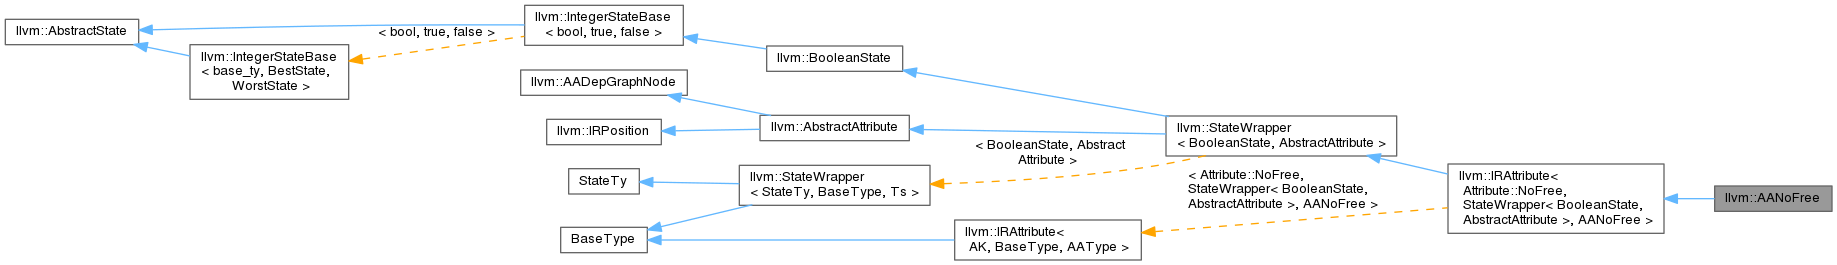 llvm::AbstractState
llvm::IntegerStateBase
< base_ty, BestState,
WorstState >
< bool, true, false >
llvm::IntegerStateBase
< bool, true, false >
llvm::BooleanState
llvm::AADepGraphNode
llvm::IRPosition
llvm::AbstractAttribute
StateTy
BaseType
llvm::StateWrapper
< StateTy, BaseType, Ts >
< BooleanState, Abstract
Attribute >
llvm::StateWrapper
< BooleanState, AbstractAttribute >
llvm::IRAttribute<
AK, BaseType, AAType >
< Attribute::NoFree,
StateWrapper< BooleanState,
AbstractAttribute >, AANoFree >
llvm::IRAttribute<
Attribute::NoFree,
StateWrapper< BooleanState,
AbstractAttribute >, AANoFree >
llvm::AANoFree